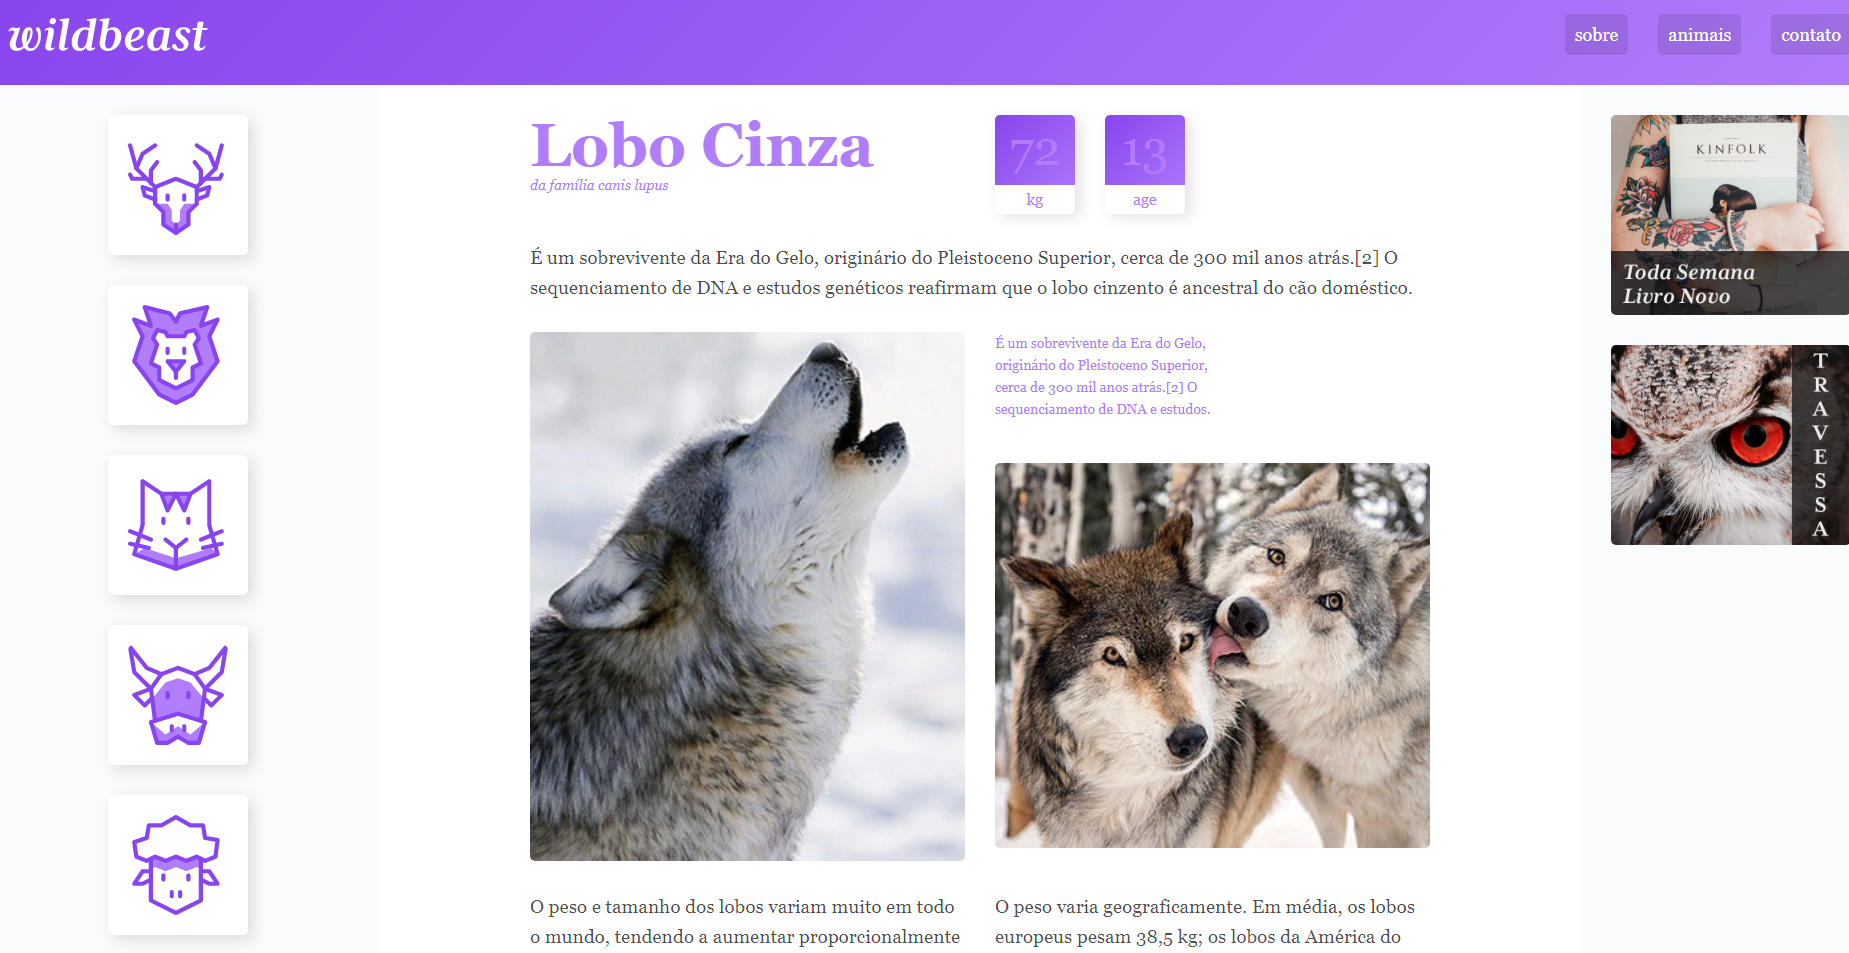 wildbeast
sobre
animais
contato
Lobo Cinza
da família canis lupus
72
kg
13
age
É um sobrevivente da Era do Gelo, originário do Pleistoceno Superior, cerca de 300 mil anos atrás.[2] O
sequenciamento de DNA e estudos genéticos reafirmam que o lobo cinzento é ancestral do cão doméstico.
É um sobrevivente da Era do Gelo,
originário do Pleistoceno Superior,
cerca de 300 mil anos atrás.[2] O
sequenciamento de DNA e estudos.
O peso e tamanho dos lobos variam muito em todo
o mundo, tendendo a aumentar proporcionalmente
O peso varia geograficamente. Em média, os lobos
europeus pesam 38,5 kg; os lobos da América do
KINFOLK
Toda Semana
Livro Novo
TRAVESSA